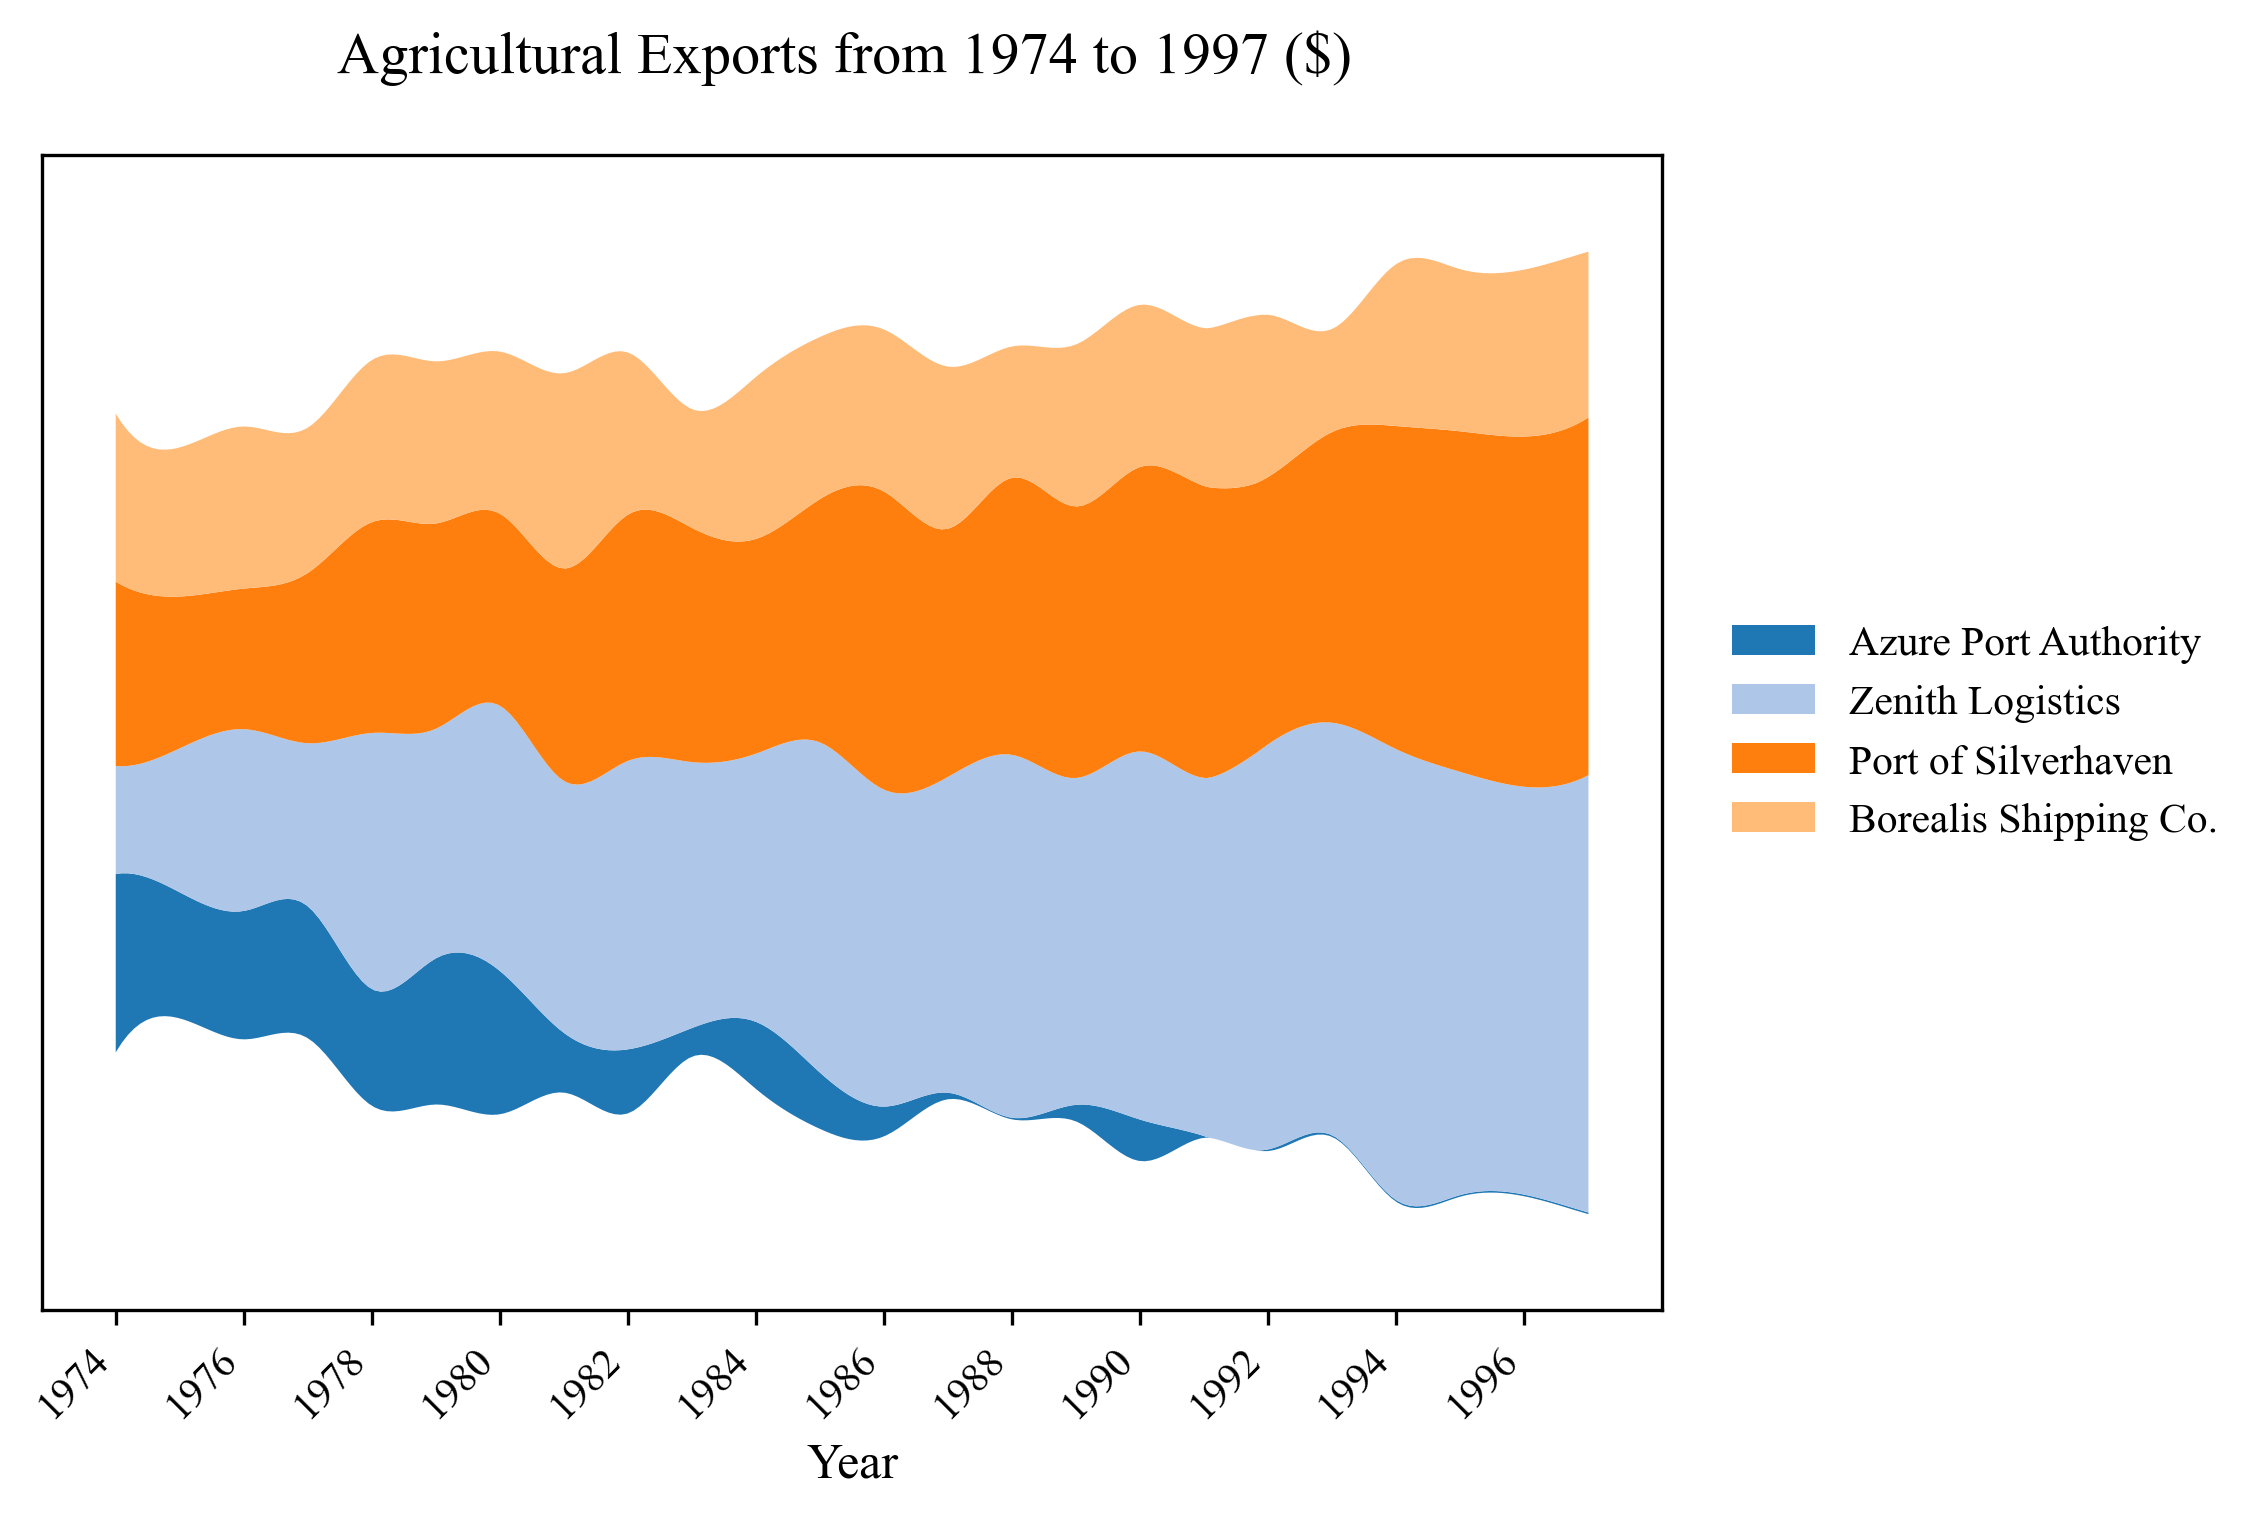 Agricultural Exports from 1974 to 1997 ($)
Azure Port Authority
Zenith Logistics
Port of Silverhaven
Borealis Shipping Co.
1974 1976 1978 1980 1982 1984 1986 1988 1990 1992 1994 1996
Year